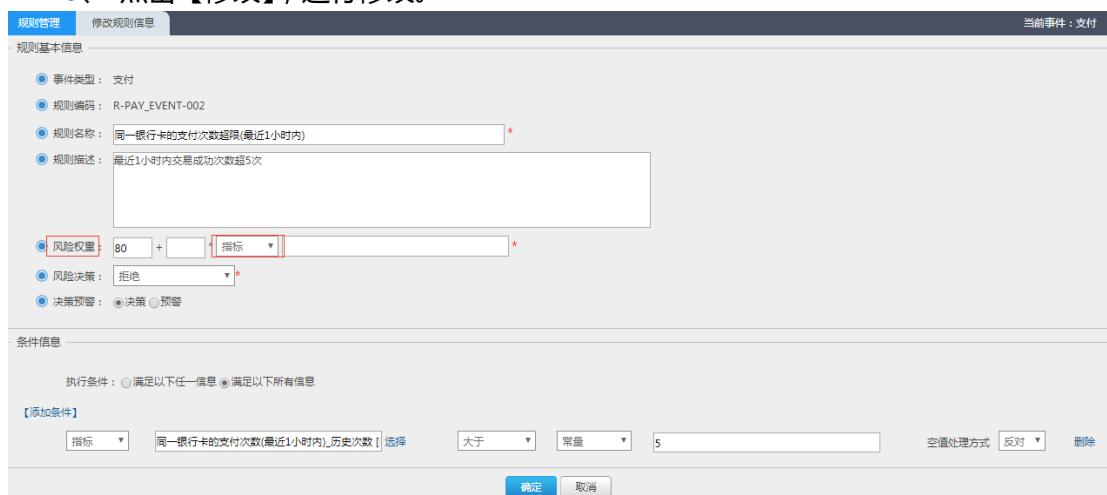 点击【修改】, 进行修改。
规则管理 修改规则信息 当前事件：支付
规则基本信息
事件类型： 支付
规则编码： R-PAY_EVENT-002
规则名称： 同一银行卡的支付次数超限(最近1小时内) *
规则描述： 最近1小时内交易成功次数超5次
风险权重： 80 + * 指标 *
风险决策： 拒绝 *
决策预警： 决策 预警
条件信息
执行条件： 满足以下任一信息 满足以下所有信息
【添加条件】
指标 同一银行卡的支付次数(最近1小时内)_历史次数 [ 选择 大于 常量 5 空值处理方式 反对 删除
确定 取消